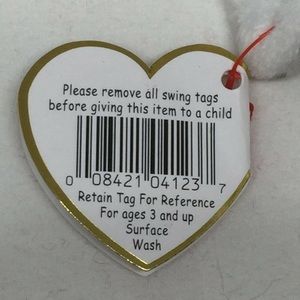 Please remove all swing tags
before giving this item to a child
0 08421 04123 7
Retain Tag For Reference
For ages 3 and up
Surface
Wash